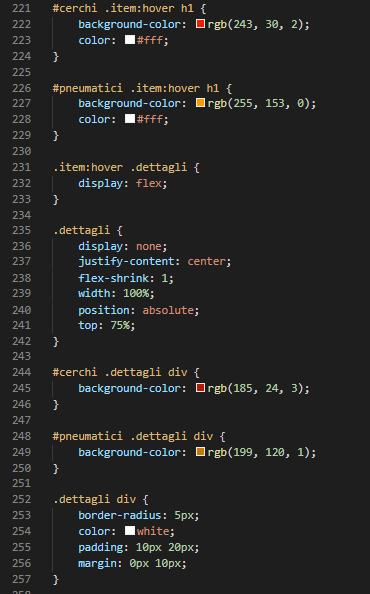 221 #cerchi .item:hover h1 {
222     background-color: rgb(243, 30, 2);
223     color: #fff;
224 }
225
226 #pneumatici .item:hover h1 {
227     background-color: rgb(255, 153, 0);
228     color: #fff;
229 }
230
231 .item:hover .dettagli {
232     display: flex;
233 }
234
235 .dettagli {
236     display: none;
237     justify-content: center;
238     flex-shrink: 1;
239     width: 100%;
240     position: absolute;
241     top: 75%;
242 }
243
244 #cerchi .dettagli div {
245     background-color: rgb(185, 24, 3);
246 }
247
248 #pneumatici .dettagli div {
249     background-color: rgb(199, 120, 1);
250 }
251
252 .dettagli div {
253     border-radius: 5px;
254     color: white;
255     padding: 10px 20px;
256     margin: 0px 10px;
257 }